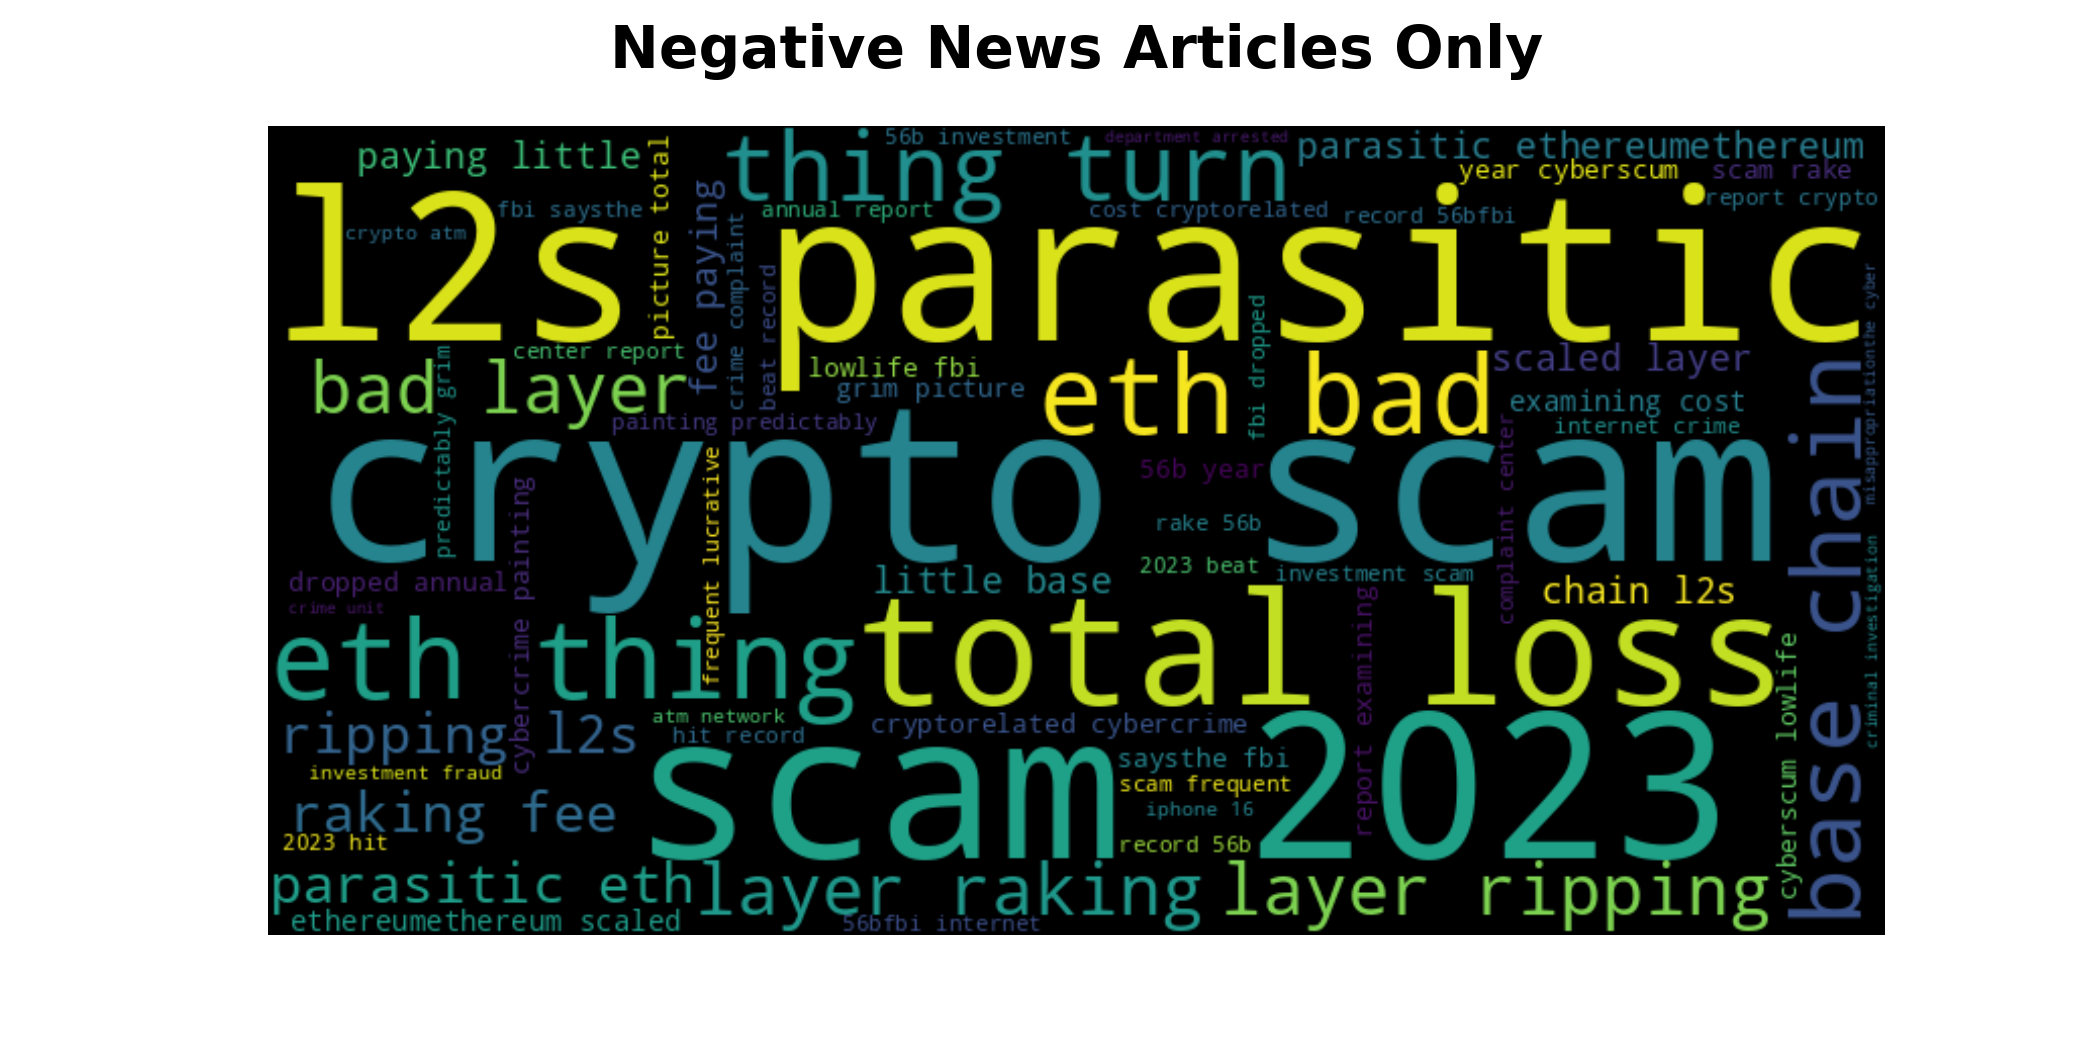 Negative News Articles Only
paying little
56b investment
department arrested
parasitic ethereumethereum
thing turn
year cyberscum
scam rake
l2s parasitic
fbi saysthe
annual report
cost cryptorelated
record 56bfbi
report crypto
crypto atm
picture total
fee paying
crime complaint
beat record
fbi dropped
misappropriationthe cyber
center report
predictably grim
bad layer
lowlife fbi
grim picture
eth bad
scaled layer
examining cost
internet crime
painting predictably
crypto scam
56b year
rake 56b
complaint center
base chain
cybercrime painting
frequent lucrative
2023 beat
investment scam
dropped annual
little base
chain l2s
crime unit
criminal investigation
eth thing
total loss
report examining
cyberscum lowlife
ripping l2s
atm network
hit record
cryptorelated cybercrime
scam 2023
investment fraud
saysthe fbi
scam frequent
raking fee
iphone 16
2023 hit
record 56b
parasitic eth
layer raking
layer ripping
ethereumethereum scaled
56bfbi internet